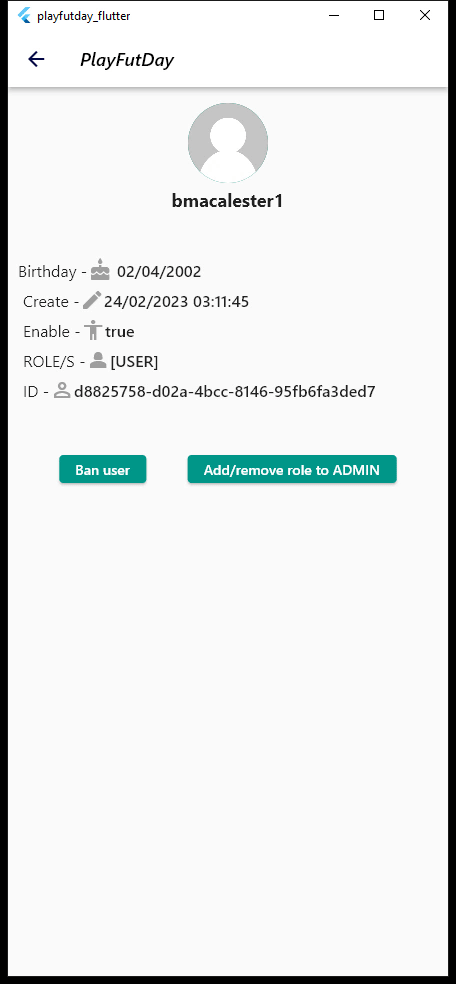 playfutday_flutter
PlayFutDay
bmacalester1
Birthday - 02/04/2002
Create - 24/02/2023 03:11:45
Enable - true
ROLE/S - [USER]
ID - d8825758-d02a-4bcc-8146-95fb6fa3ded7
Ban user Add/remove role to ADMIN